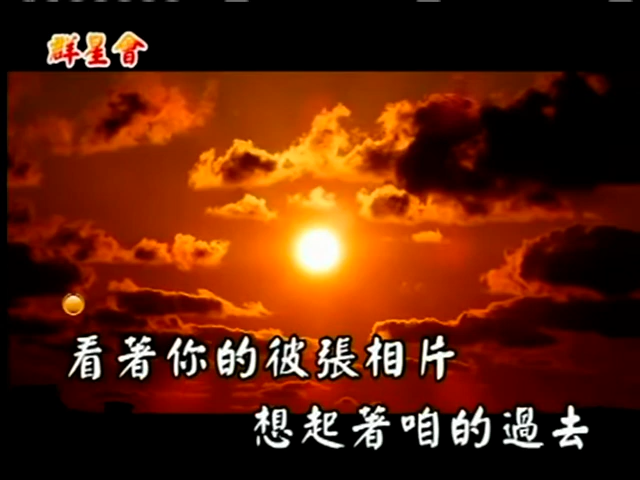 群星會
看著你的彼張相片
想起著咱的過去